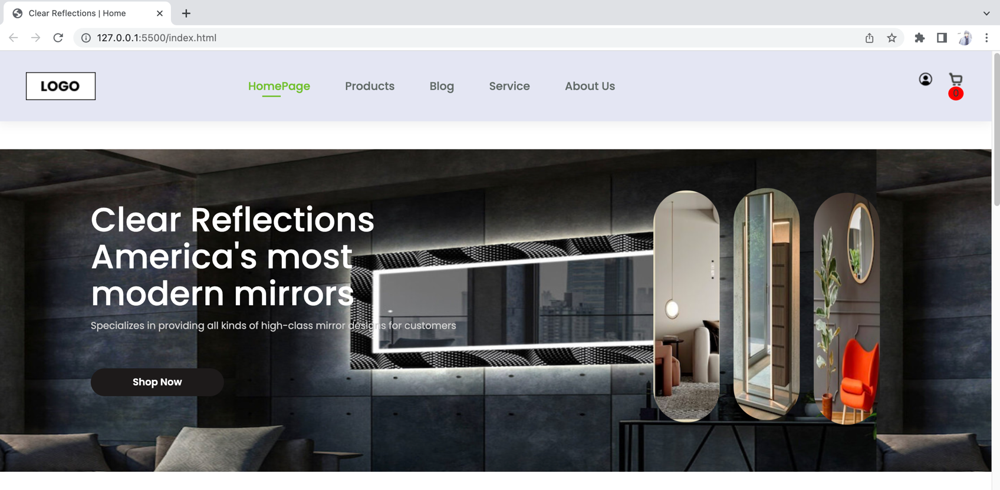 Clear Reflections | Home
127.0.0.1:5500/index.html
LOGO
HomePage
Products
Blog
Service
About Us
0
Clear Reflections
America's most
modern mirrors
Specializes in providing all kinds of high-class mirror designs for customers
Shop Now